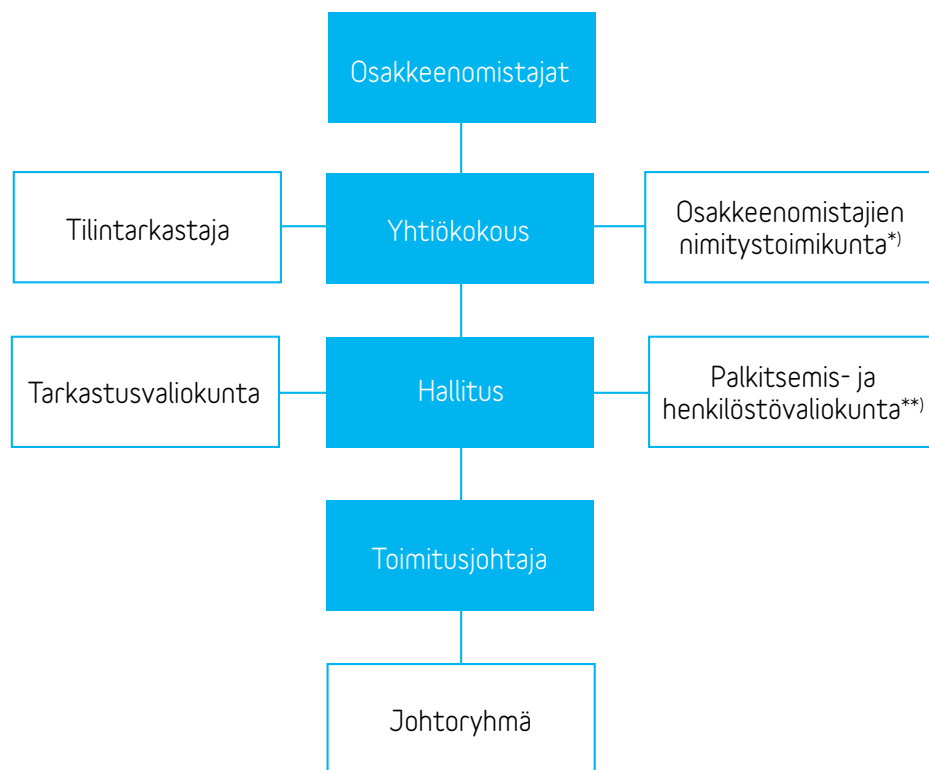 Osakkeenomistajat
Tilintarkastaja
Yhtiökokous
Osakkeenomistajien
nimitystoimikunta*)
Tarkastusvaliokunta
Hallitus
Palkitsemis- ja
henkilöstövaliokunta**)
Toimitusjohtaja
Johtoryhmä